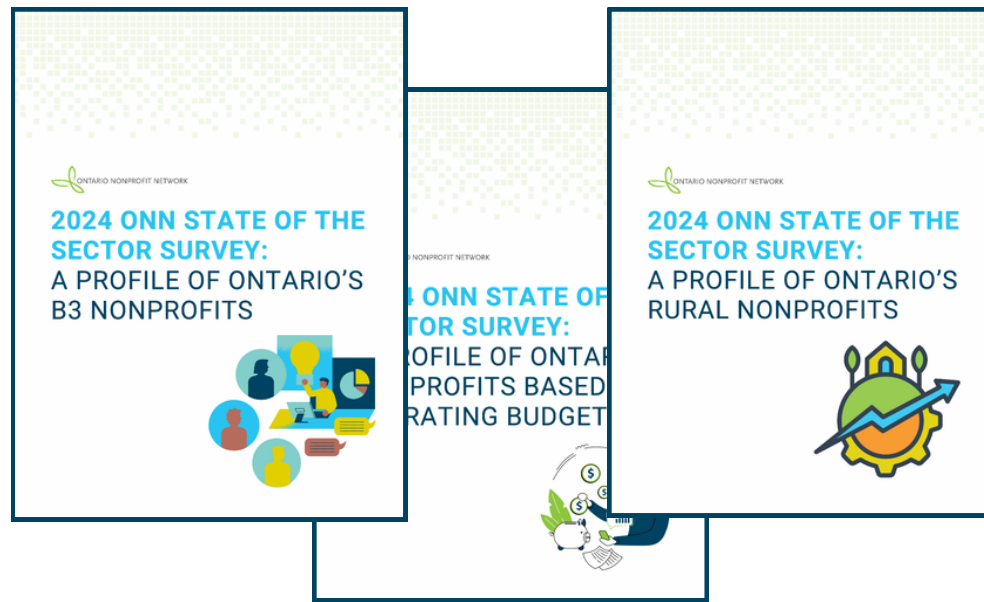 ONTARIO NONPROFIT NETWORK
2024 ONN STATE OF THE
SECTOR SURVEY:
A PROFILE OF ONTARIO'S
B3 NONPROFITS
NONPROFIT NETWORK
ONN STATE OF
TOR SURVEY:
ROFILE OF ONTAR
PROFITS BASED
RATING BUDGET
$
$
$
ONTARIO NONPROFIT NETWORK
2024 ONN STATE OF THE
SECTOR SURVEY:
A PROFILE OF ONTARIO'S
RURAL NONPROFITS